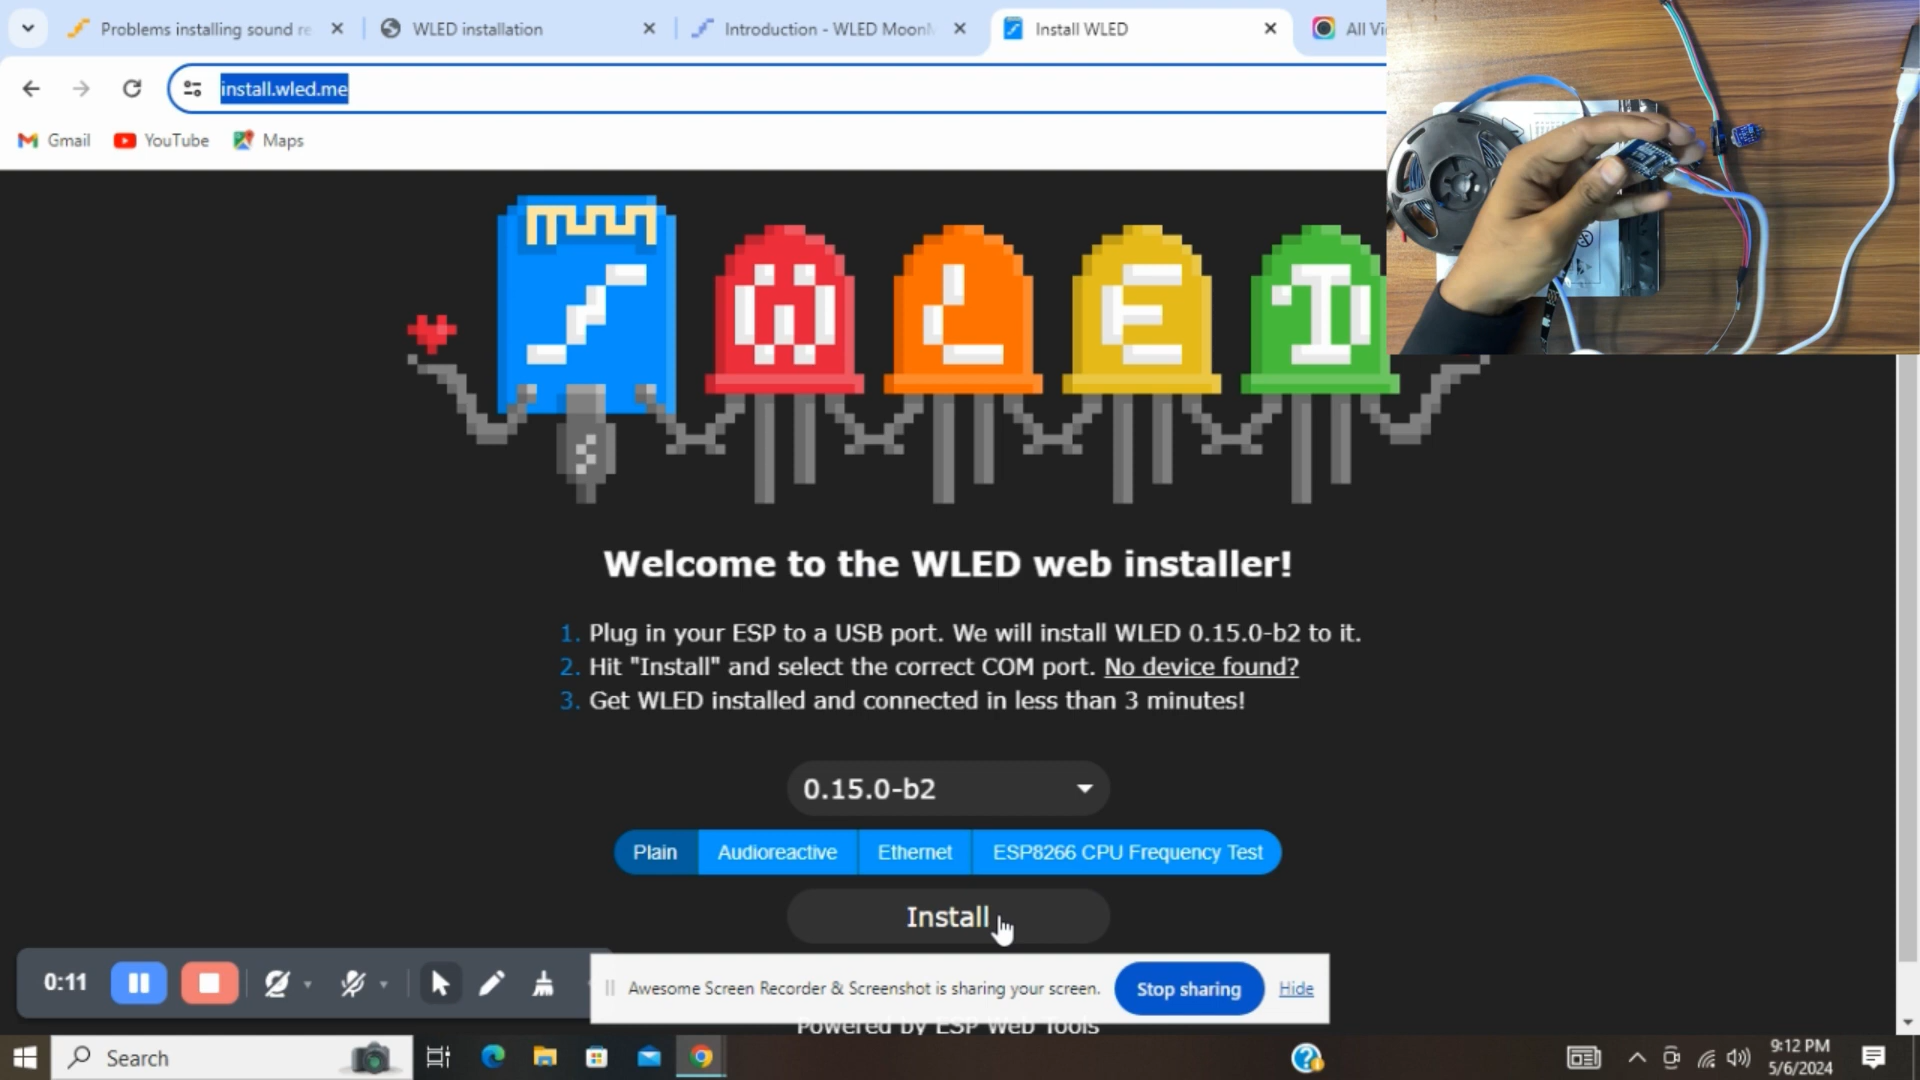 Problems installing sound re
WLED installation
Introduction - WLED Moon
Install WLED
All Vi
install.wled.me
Gmail
YouTube
Maps
WLED
Welcome to the WLED web installer!
1. Plug in your ESP to a USB port. We will install WLED 0.15.0-b2 to it.
2. Hit "Install" and select the correct COM port. No device found?
3. Get WLED installed and connected in less than 3 minutes!
0.15.0-b2
Plain
Audioreactive
Ethernet
ESP8266 CPU Frequency Test
Install
0:11
Awesome Screen Recorder & Screenshot is sharing your screen.
Stop sharing
Hide
Powered by ESP Web Tools
Search
9:12 PM
5/6/2024